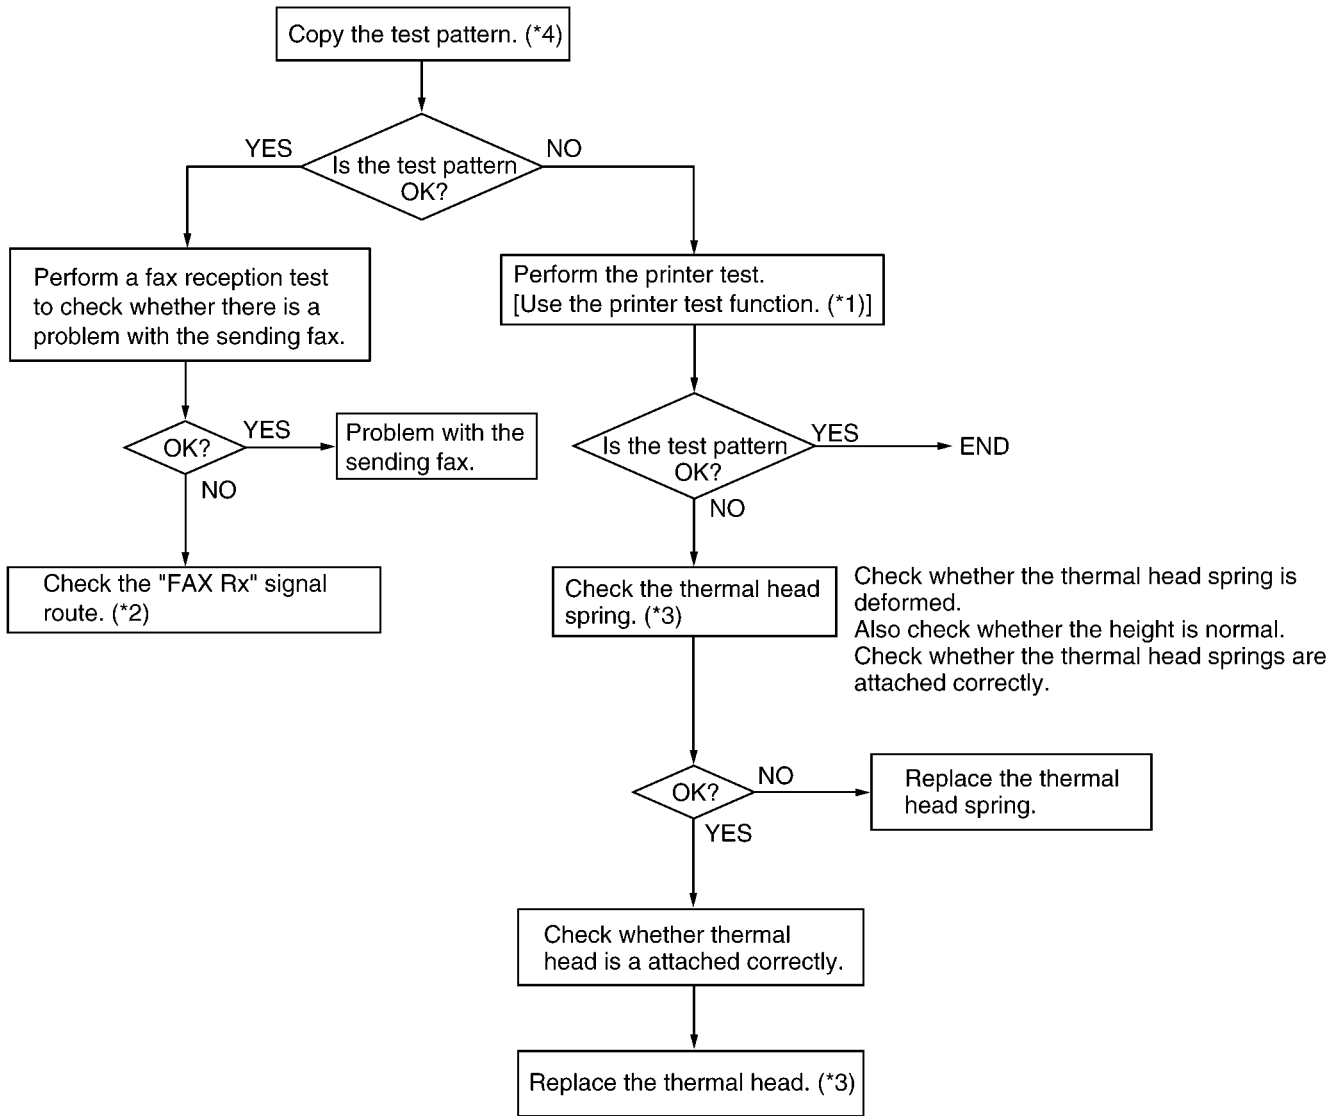 Copy the test pattern. (*4)
YES
NO
Is the test pattern
OK?
Perform a fax reception test
to check whether there is a
problem with the sending fax.
Perform the printer test.
[Use the printer test function. (*1)]
OK?
YES
Problem with the
sending fax.
NO
Is the test pattern
OK?
YES
END
NO
Check the "FAX Rx" signal
route. (*2)
Check the thermal head
spring. (*3)
Check whether the thermal head spring is
deformed.
Also check whether the height is normal.
Check whether the thermal head springs are
attached correctly.
OK?
NO
Replace the thermal
head spring.
YES
Check whether thermal
head is a attached correctly.
Replace the thermal head. (*3)